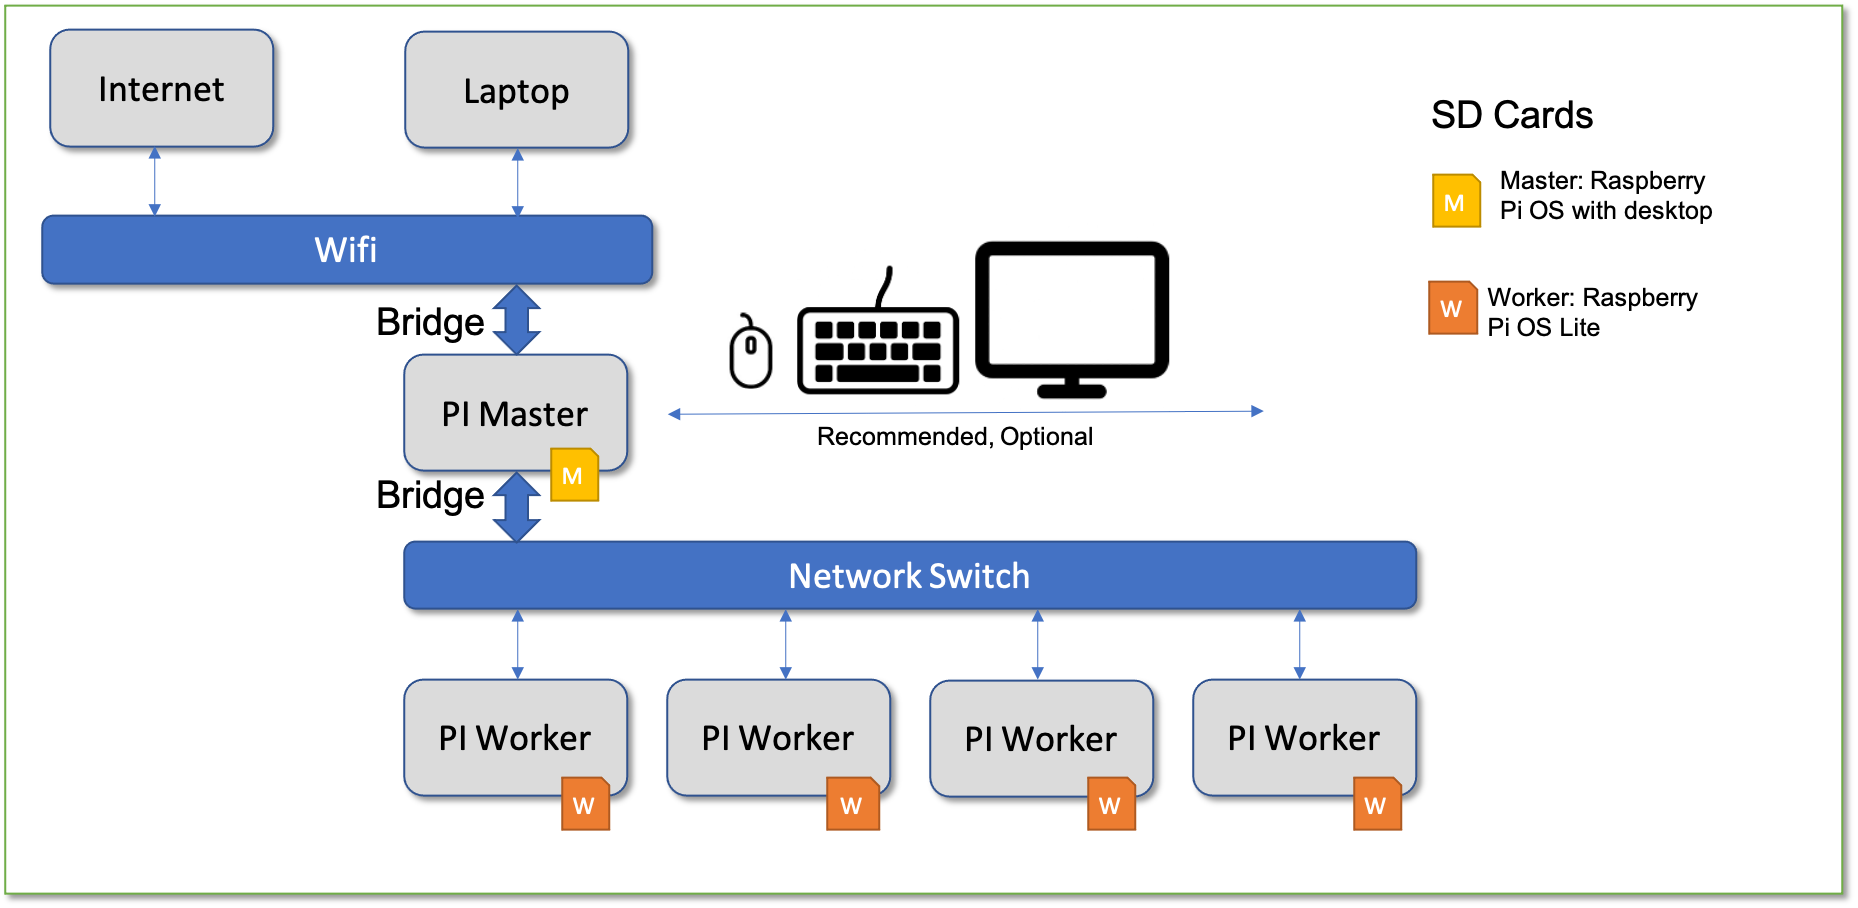 Internet
Laptop
SD Cards
M
Master: Raspberry
Pi OS with desktop
Wifi
W
Worker: Raspberry
Pi OS Lite
Bridge
PI Master
M
Recommended, Optional
Bridge
Network Switch
PI Worker
W
PI Worker
W
PI Worker
W
PI Worker
W